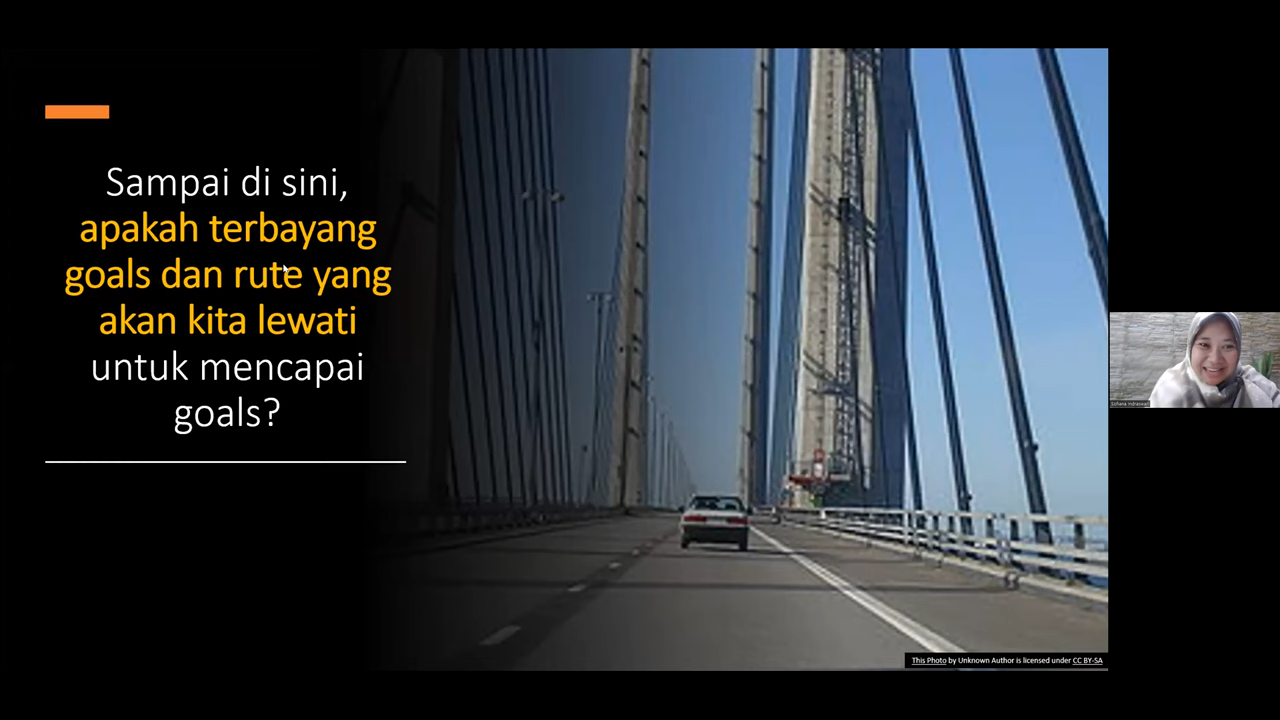 Sampai di sini,
apakah terbayang
goals dan rute yang
akan kita lewati
untuk mencapai
goals?
This Photo by Unknown Author is licensed under CC BY-SA